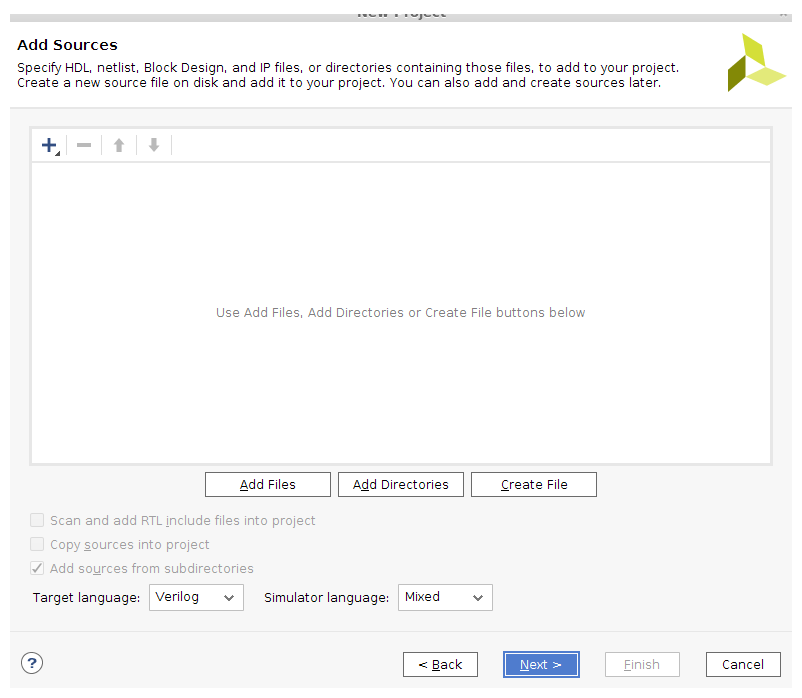 New Project
Add Sources
Specify HDL, netlist, Block Design, and IP files, or directories containing those files, to add to your project.
Create a new source file on disk and add it to your project. You can also add and create sources later.
Use Add Files, Add Directories or Create File buttons below
Add Files Add Directories Create File
Scan and add RTL include files into project
Copy sources into project
Add sources from subdirectories
Target language: Verilog Simulator language: Mixed
? < Back Next > Finish Cancel